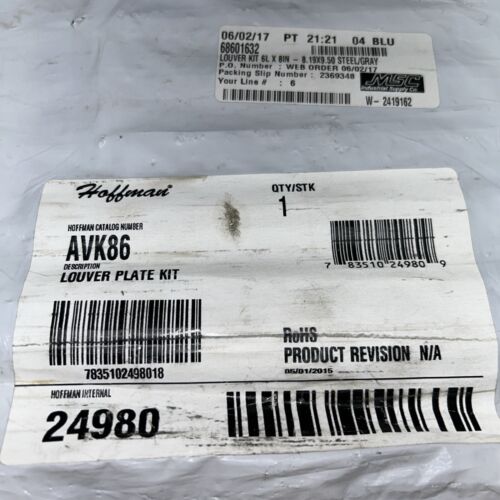 06/02/17 PT 21:21 04 BLU
68601632
LOUVER KIT 6L X 8IN - 8.19X9.50 STEEL/GRAY
P.O. Number : WEB ORDER 06/02/17
Packing Slip Number : 2369348
Your Line # : 6
MSC
Industrial Supply Co.
W- 2419162
Hoffman
QTY/STK
1
HOFFMAN CATALOG NUMBER
AVK86
DESCRIPTION
LOUVER PLATE KIT
7 83510 24980 9
7835102498018
RoHS
PRODUCT REVISION N/A
05/01/2015
HOFFMAN INTERNAL
24980